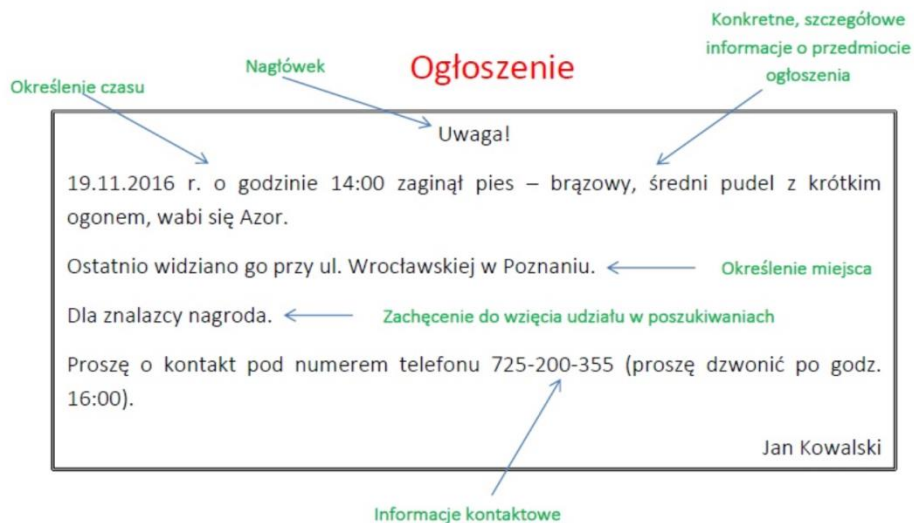 Konkretne, szczegółowe
informacje o przedmiocie
ogłoszenia
Nagłówek
Ogłoszenie
Określenie czasu
Uwaga!
19.11.2016 r. o godzinie 14:00 zaginął pies – brązowy, średni pudel z krótkim
ogonem, wabi się Azor.
Ostatnio widziano go przy ul. Wrocławskiej w Poznaniu.
Określenie miejsca
Dla znalazcy nagroda.
Zachęcenie do wzięcia udziału w poszukiwaniach
Proszę o kontakt pod numerem telefonu 725-200-355 (proszę dzwonić po godz.
16:00).
Jan Kowalski
Informacje kontaktowe